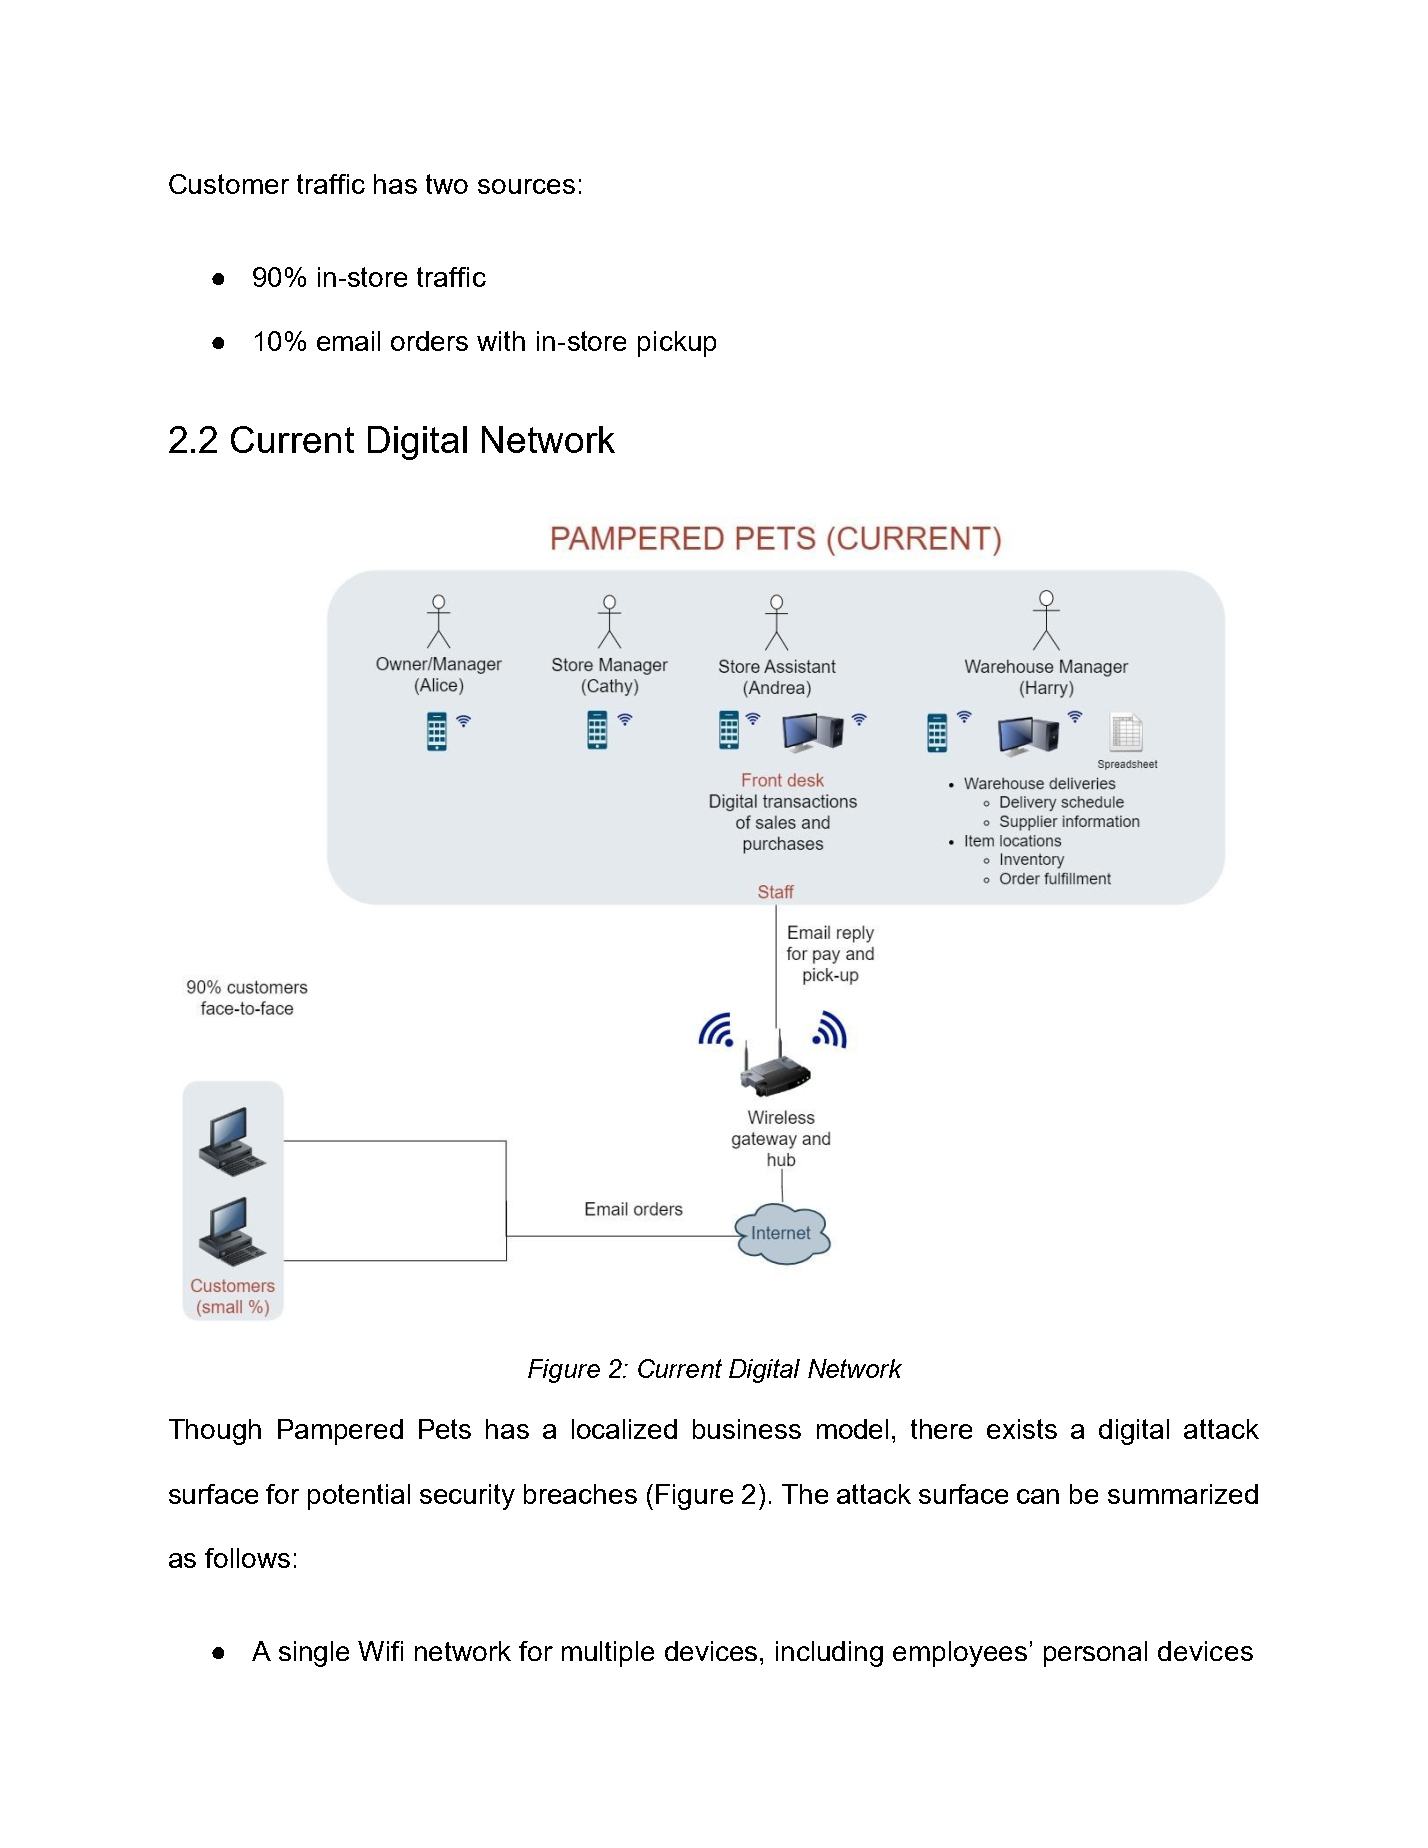 Customer traffic has two sources:
● 90% in-store traffic
● 10% email orders with in-store pickup
2.2 Current Digital Network
PAMPERED PETS (CURRENT)
Owner/Manager
(Alice)
Store Manager
(Cathy)
Store Assistant
(Andrea)
Warehouse Manager
(Harry)
Spreadsheet
Front desk
Digital transactions
of sales and
purchases
• Warehouse deliveries
◦ Delivery schedule
◦ Supplier information
• Item locations
◦ Inventory
◦ Order fulfillment
Staff
Email reply
for pay and
pick-up
90% customers
face-to-face
Wireless
gateway and
hub
Email orders
Internet
Customers
(small %)
Figure 2: Current Digital Network
Though Pampered Pets has a localized business model, there exists a digital attack
surface for potential security breaches (Figure 2). The attack surface can be summarized
as follows:
● A single Wifi network for multiple devices, including employees’ personal devices